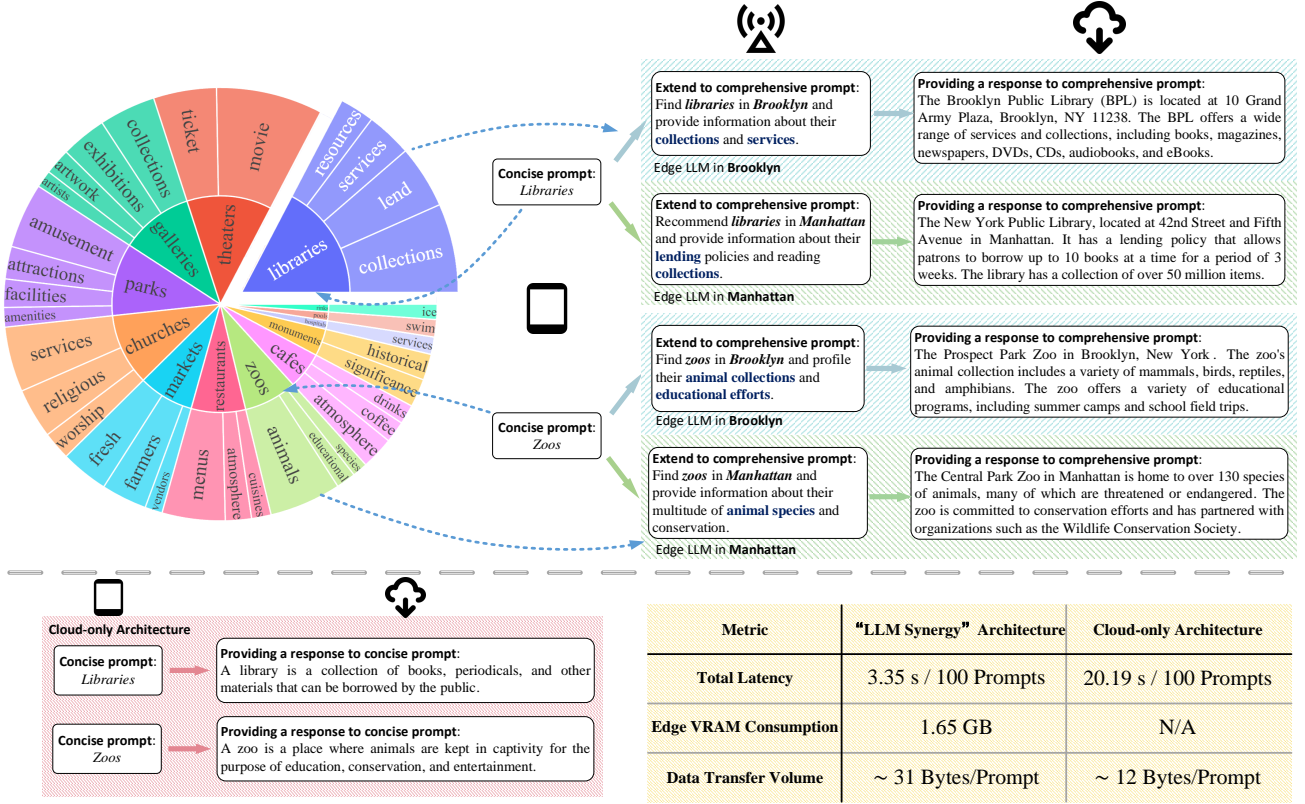 ticket
movie
theaters
collections
exhibitions
artwork
artists
galleries
amusement
attractions
facilities
amenities
parks
services
religious
worship
churches
fresh
farmers
vendors
markets
menus
atmosphere
cuisines
restaurants
animals
educational
species
zoos
atmosphere
coffee
drinks
cafes
significance
historical
monuments
services
hospitals
swim
pools
ice
resources
services
lend
collections
libraries
Concise prompt:
Libraries
Concise prompt:
Zoos
Extend to comprehensive prompt:
Find libraries in Brooklyn and
provide information about their
collections and services.
Edge LLM in Brooklyn
Providing a response to comprehensive prompt:
The Brooklyn Public Library (BPL) is located at 10 Grand
Army Plaza, Brooklyn, NY 11238. The BPL offers a wide
range of services and collections, including books, magazines,
newspapers, DVDs, CDs, audiobooks, and eBooks.
Extend to comprehensive prompt:
Recommend libraries in Manhattan
and provide information about their
lending policies and reading
collections.
Edge LLM in Manhattan
Providing a response to comprehensive prompt:
The New York Public Library, located at 42nd Street and Fifth
Avenue in Manhattan. It has a lending policy that allows
patrons to borrow up to 10 books at a time for a period of 3
weeks. The library has a collection of over 50 million items.
Extend to comprehensive prompt:
Find zoos in Brooklyn and profile
their animal collections and
educational efforts.
Edge LLM in Brooklyn
Providing a response to comprehensive prompt:
The Prospect Park Zoo in Brooklyn, New York . The zoo's
animal collection includes a variety of mammals, birds, reptiles,
and amphibians. The zoo offers a variety of educational
programs, including summer camps and school field trips.
Extend to comprehensive prompt:
Find zoos in Manhattan and
provide information about their
multitude of animal species and
conservation.
Edge LLM in Manhattan
Providing a response to comprehensive prompt:
The Central Park Zoo in Manhattan is home to over 130 species
of animals, many of which are threatened or endangered. The
zoo is committed to conservation efforts and has partnered with
organizations such as the Wildlife Conservation Society.
Cloud-only Architecture
Concise prompt:
Libraries
Providing a response to concise prompt:
A library is a collection of books, periodicals, and other
materials that can be borrowed by the public.
Concise prompt:
Zoos
Providing a response to concise prompt:
A zoo is a place where animals are kept in captivity for the
purpose of education, conservation, and entertainment.
Metric “LLM Synergy” Architecture Cloud-only Architecture
Total Latency 3.35 s / 100 Prompts 20.19 s / 100 Prompts
Edge VRAM Consumption 1.65 GB N/A
Data Transfer Volume ~ 31 Bytes/Prompt ~ 12 Bytes/Prompt